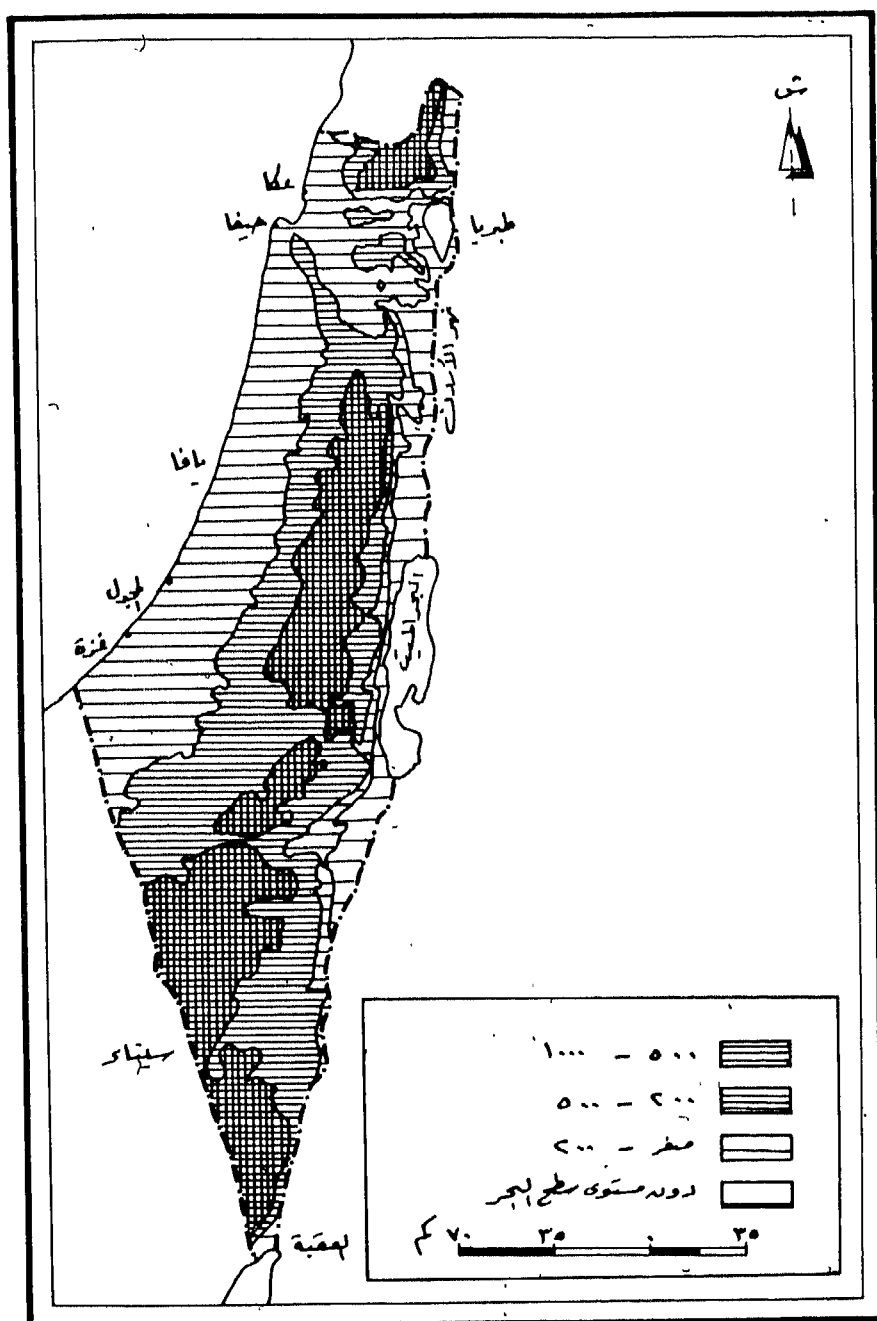 ش
عكا
حيفا
طبريا
نهر الأردن
يافا
المجدل
غزة
البحر الميت
سيناء
العقبة
٥٠٠ - ١٠٠٠
٢٠٠ - ٥٠٠
صفر - ٢٠٠
دون مستوى سطح البحر
٣٥ ٠ ٣٥ ٧٠ كم